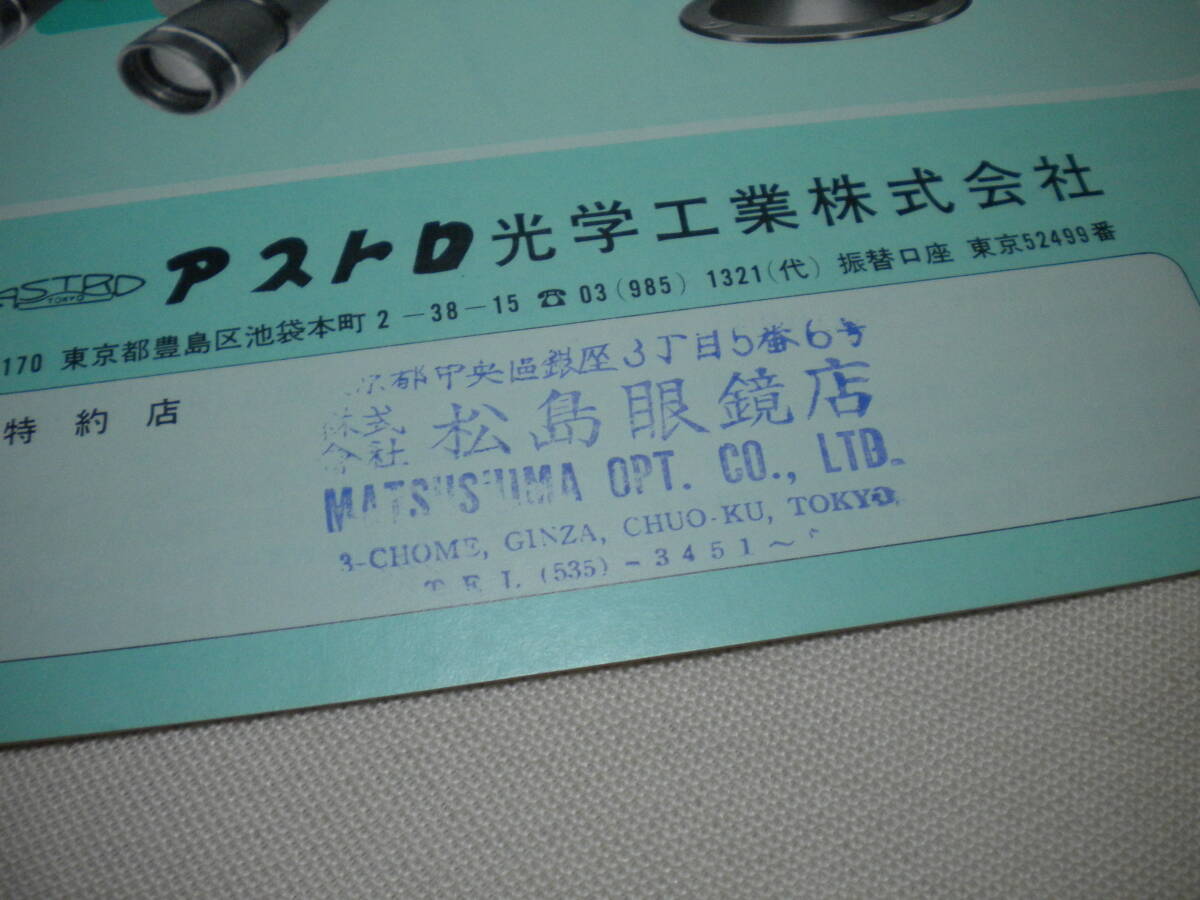 ASTRO アストロ光学工業株式会社
TOKYO
170 東京都豊島区池袋本町2-38-15 ☎ 03(985) 1321(代) 振替口座 東京52499番
特約店
京都中央區銀座3丁目5番6号
株式会社 松島眼鏡店
MATSUSHIMA OPT. CO., LTD.
3-CHOME, GINZA, CHUO-KU, TOKYO
TEL (535)-3451~